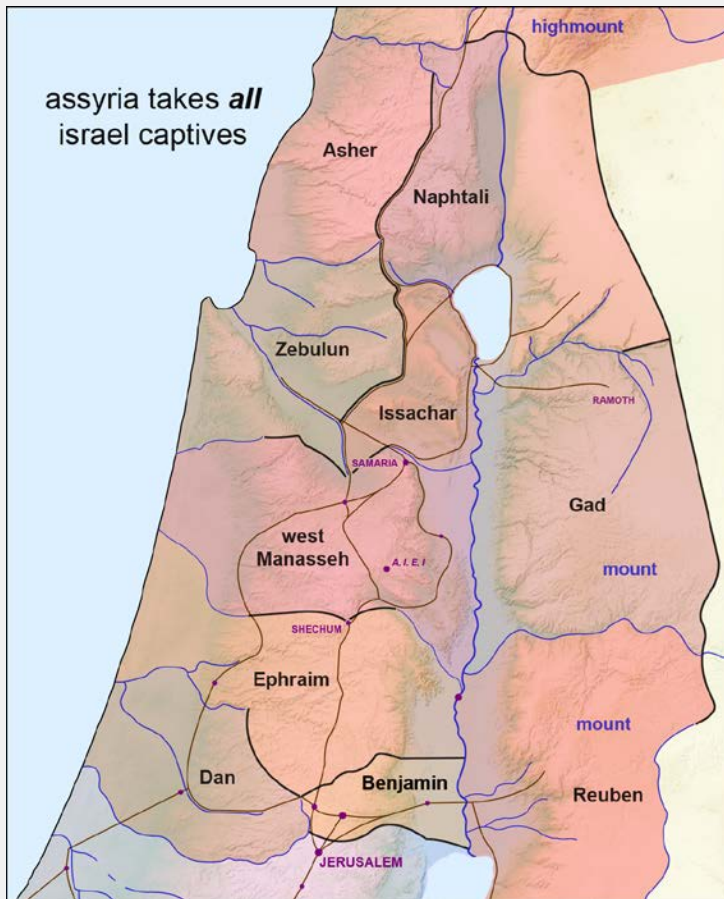 highmount
assyria takes all
israel captives
Asher
Naphtali
Zebulun
Issachar
RAMOTH
SAMARIA
Gad
west
Manasseh
A. I. E. I
mount
SHECHUM
Ephraim
mount
Dan
Benjamin
Reuben
JERUSALEM